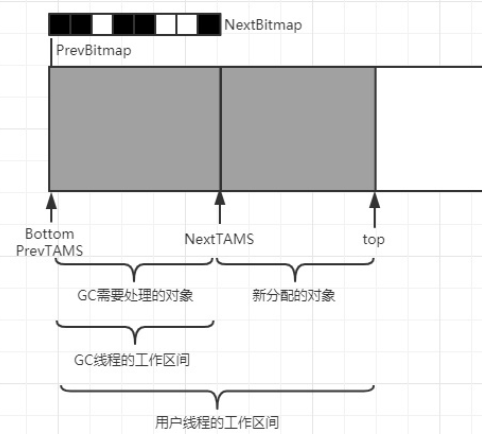 NextBitmap
PrevBitmap
Bottom
PrevTAMS
NextTAMS
top
GC需要处理的对象
新分配的对象
GC线程的工作区间
用户线程的工作区间